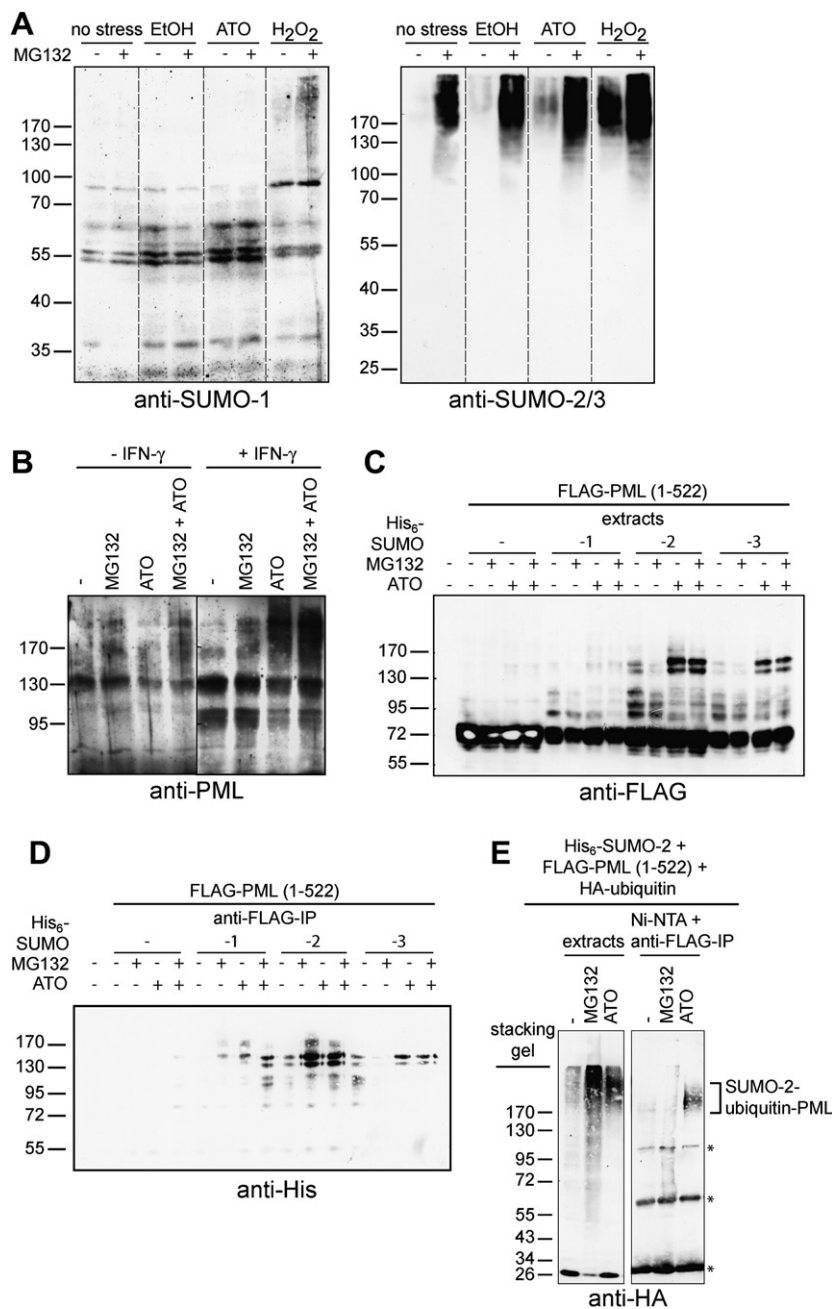 A
no stress EtOH ATO H2O2
MG132 - + - + - + - +
170
130
100
70
55
40
35
anti-SUMO-1
no stress EtOH ATO H2O2
- + - + - + - +
170
130
100
70
55
40
35
25
anti-SUMO-2/3
B
- IFN-γ + IFN-γ
- MG132 ATO MG132 + ATO - MG132 ATO MG132 + ATO
170
130
95
anti-PML
C
FLAG-PML (1-522)
extracts
His6-
SUMO - -1 -2 -3
MG132 - - + - + - + - + - + - + - + - +
ATO - - - + + - - + + - - + + - - + +
170
130
95
72
55
anti-FLAG
D
FLAG-PML (1-522)
anti-FLAG-IP
His6-
SUMO - -1 -2 -3
MG132 - - + - + - + - + - + - + - + - +
ATO - - - + + - - + + - - + + - - + +
170
130
95
72
55
anti-His
E
His6-SUMO-2 +
FLAG-PML (1-522) +
HA-ubiquitin
Ni-NTA +
extracts anti-FLAG-IP
- MG132 ATO - MG132 ATO
stacking
gel
SUMO-2-
ubiquitin-PML
170
130
95 *
72
55 *
43
34
26 *
anti-HA